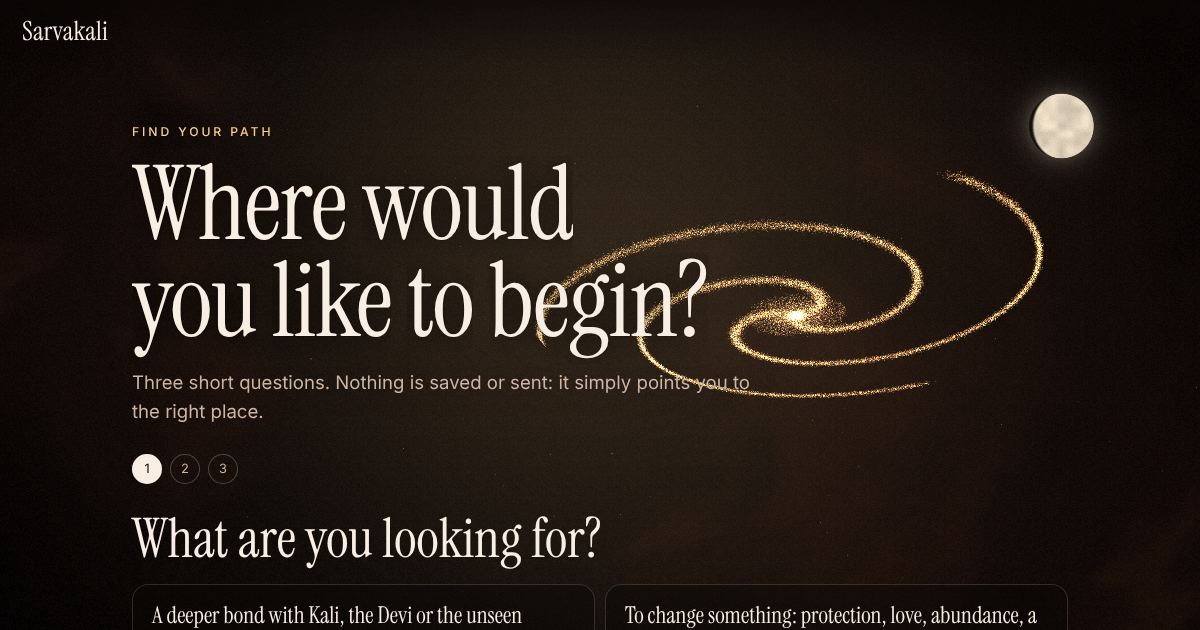 Sarvakali
FIND YOUR PATH
Where would
you like to begin?
Three short questions. Nothing is saved or sent: it simply points you to
the right place.
1 2 3
What are you looking for?
A deeper bond with Kali, the Devi or the unseen
To change something: protection, love, abundance, a